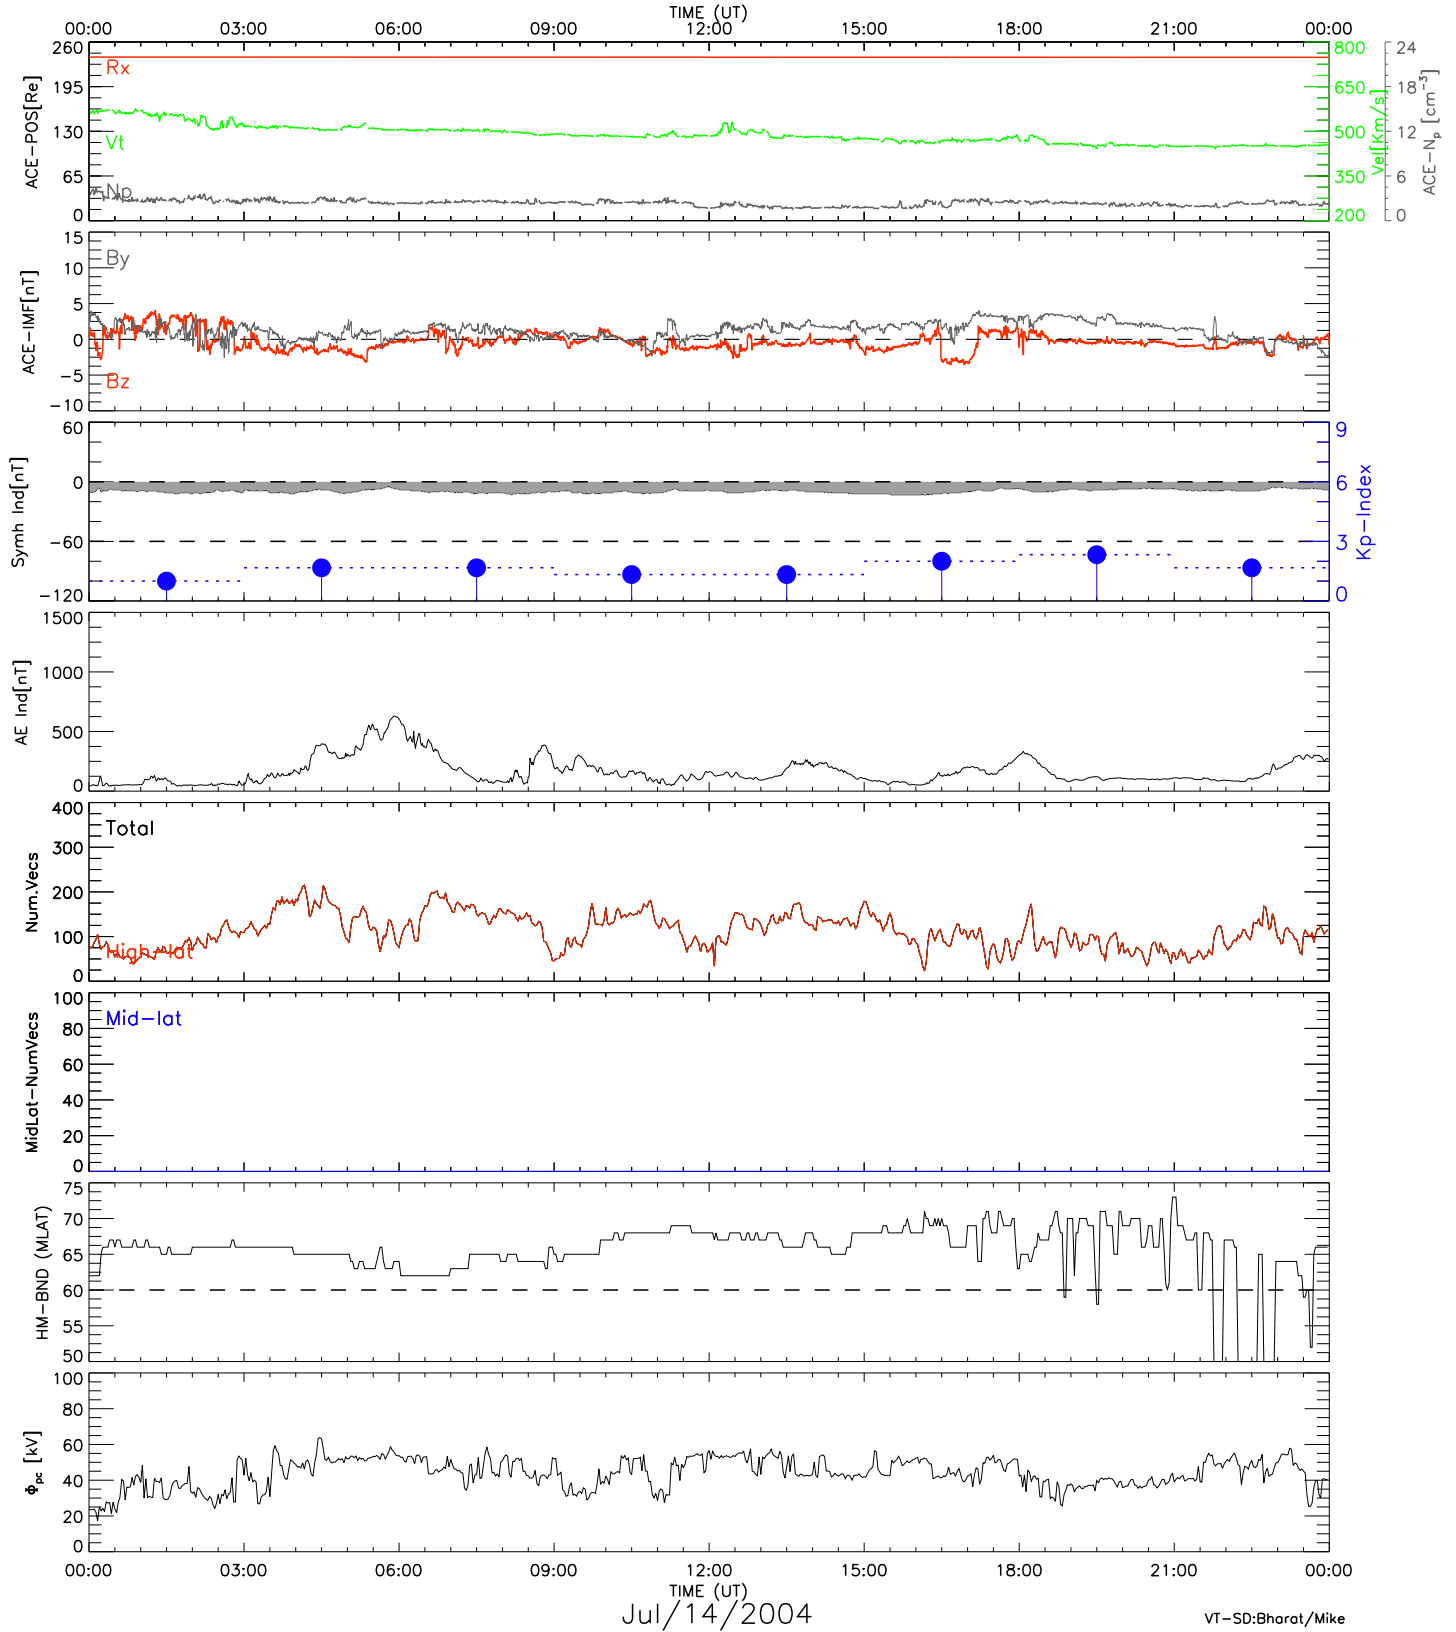 TIME (UT)
00:00 03:00 06:00 09:00 12:00 15:00 18:00 21:00 00:00
260 195 130 65 0
ACE-POS[Re]
Rx
Vt
Np
800 650 500 350 200
Vel[Km/s]
24 18 12 6 0
ACE-Np [cm⁻³]
15 10 5 0 -5 -10
ACE-IMF[nT]
By
Bz
60 0 -60 -120
Symh Ind[nT]
9 6 3 0
Kp-Index
1500 1000 500 0
AE Ind[nT]
400 300 200 100 0
Num.Vecs
Total
High-lat
100 80 60 40 20 0
MidLat-NumVecs
Mid-lat
75 70 65 60 55 50
HM-BND (MLAT)
100 80 60 40 20 0
Φpc [kV]
00:00 03:00 06:00 09:00 12:00 15:00 18:00 21:00 00:00
TIME (UT)
Jul/14/2004
VT-SD:Bharat/Mike